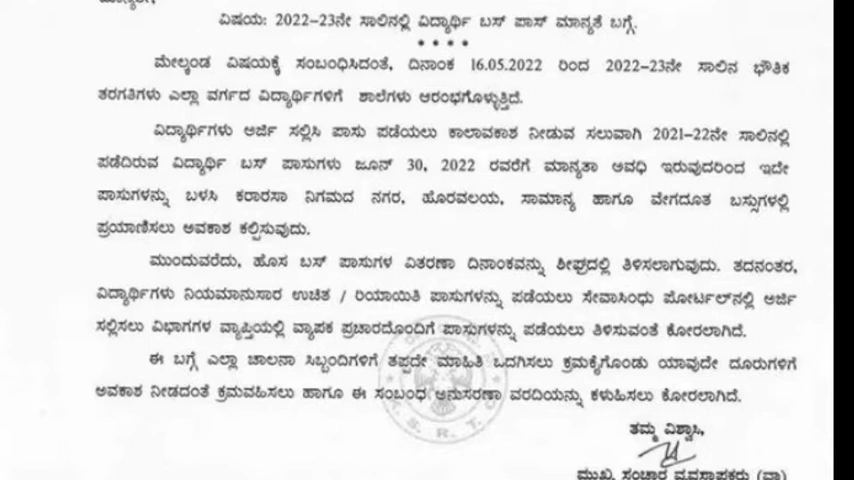 ವಿಷಯ: 2022-23ನೇ ಸಾಲಿನಲ್ಲಿ ವಿದ್ಯಾರ್ಥಿ ಬಸ್ ಪಾಸ್ ಮಾನ್ಯತೆ ಬಗ್ಗೆ.
* * * *
ಮೇಲ್ಕಂಡ ವಿಷಯಕ್ಕೆ ಸಂಬಂಧಿಸಿದಂತೆ, ದಿನಾಂಕ 16.05.2022 ರಿಂದ 2022-23ನೇ ಸಾಲಿನ ಭೌತಿಕ
ತರಗತಿಗಳು ಎಲ್ಲಾ ವರ್ಗದ ವಿದ್ಯಾರ್ಥಿಗಳಿಗೆ ಶಾಲೆಗಳು ಆರಂಭಗೊಳ್ಳುತ್ತಿದೆ.
ವಿದ್ಯಾರ್ಥಿಗಳು ಅರ್ಜಿ ಸಲ್ಲಿಸಿ ಪಾಸು ಪಡೆಯಲು ಕಾಲಾವಕಾಶ ನೀಡುವ ಸಲುವಾಗಿ 2021-22ನೇ ಸಾಲಿನಲ್ಲಿ
ಪಡೆದಿರುವ ವಿದ್ಯಾರ್ಥಿ ಬಸ್ ಪಾಸುಗಳು ಜೂನ್ 30, 2022 ರವರೆಗೆ ಮಾನ್ಯತಾ ಅವಧಿ ಇರುವುದರಿಂದ ಇದೇ
ಪಾಸುಗಳನ್ನು ಬಳಸಿ ಕರಾರಸಾ ನಿಗಮದ ನಗರ, ಹೊರವಲಯ, ಸಾಮಾನ್ಯ ಹಾಗೂ ವೇಗದೂತ ಬಸ್ಸುಗಳಲ್ಲಿ
ಪ್ರಯಾಣಿಸಲು ಅವಕಾಶ ಕಲ್ಪಿಸುವುದು.
ಮುಂದುವರೆದು, ಹೊಸ ಬಸ್ ಪಾಸುಗಳ ವಿತರಣಾ ದಿನಾಂಕವನ್ನು ಶೀಘ್ರದಲ್ಲಿ ತಿಳಿಸಲಾಗುವುದು. ತದನಂತರ,
ವಿದ್ಯಾರ್ಥಿಗಳು ನಿಯಮಾನುಸಾರ ಉಚಿತ / ರಿಯಾಯಿತಿ ಪಾಸುಗಳನ್ನು ಪಡೆಯಲು ಸೇವಾಸಿಂಧು ಪೋರ್ಟಲ್‌ನಲ್ಲಿ ಅರ್ಜಿ
ಸಲ್ಲಿಸಲು ವಿಭಾಗಗಳ ವ್ಯಾಪ್ತಿಯಲ್ಲಿ ವ್ಯಾಪಕ ಪ್ರಚಾರದೊಂದಿಗೆ ಪಾಸುಗಳನ್ನು ಪಡೆಯಲು ತಿಳಿಸುವಂತೆ ಕೋರಲಾಗಿದೆ.
ಈ ಬಗ್ಗೆ ಎಲ್ಲಾ ಚಾಲನಾ ಸಿಬ್ಬಂದಿಗಳಿಗೆ ತಪ್ಪದೇ ಮಾಹಿತಿ ಒದಗಿಸಲು ಕ್ರಮಕೈಗೊಂಡು ಯಾವುದೇ ದೂರುಗಳಿಗೆ
ಅವಕಾಶ ನೀಡದಂತೆ ಕ್ರಮವಹಿಸಲು ಹಾಗೂ ಈ ಸಂಬಂಧ ಅನುಸರಣಾ ವರದಿಯನ್ನು ಕಳುಹಿಸಲು ಕೋರಲಾಗಿದೆ.
K. S. R. T. C
ತಮ್ಮ ವಿಶ್ವಾಸಿ,
ಮುಖ್ಯ ಸಂಚಾರ ವ್ಯವಸ್ಥಾಪಕರು (ವಾ)